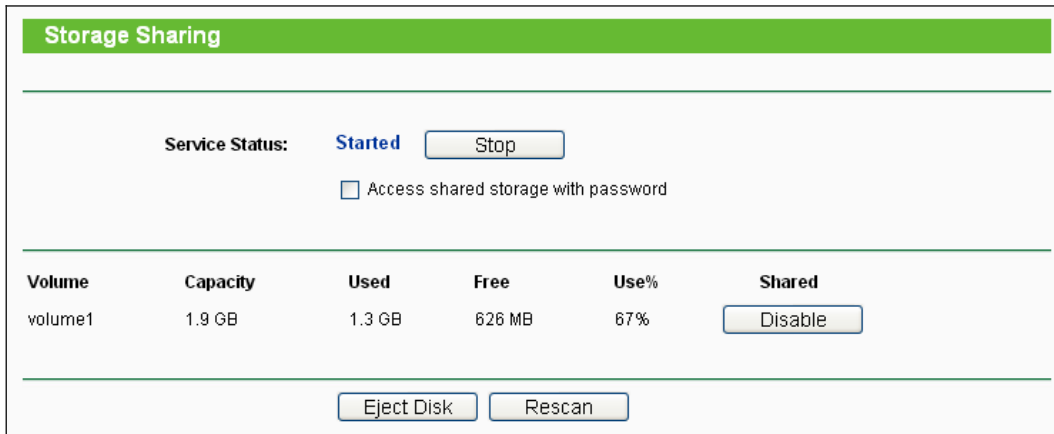 Storage Sharing
Service Status: Started Stop
Access shared storage with password
Volume Capacity Used Free Use% Shared
volume1 1.9 GB 1.3 GB 626 MB 67% Disable
Eject Disk Rescan